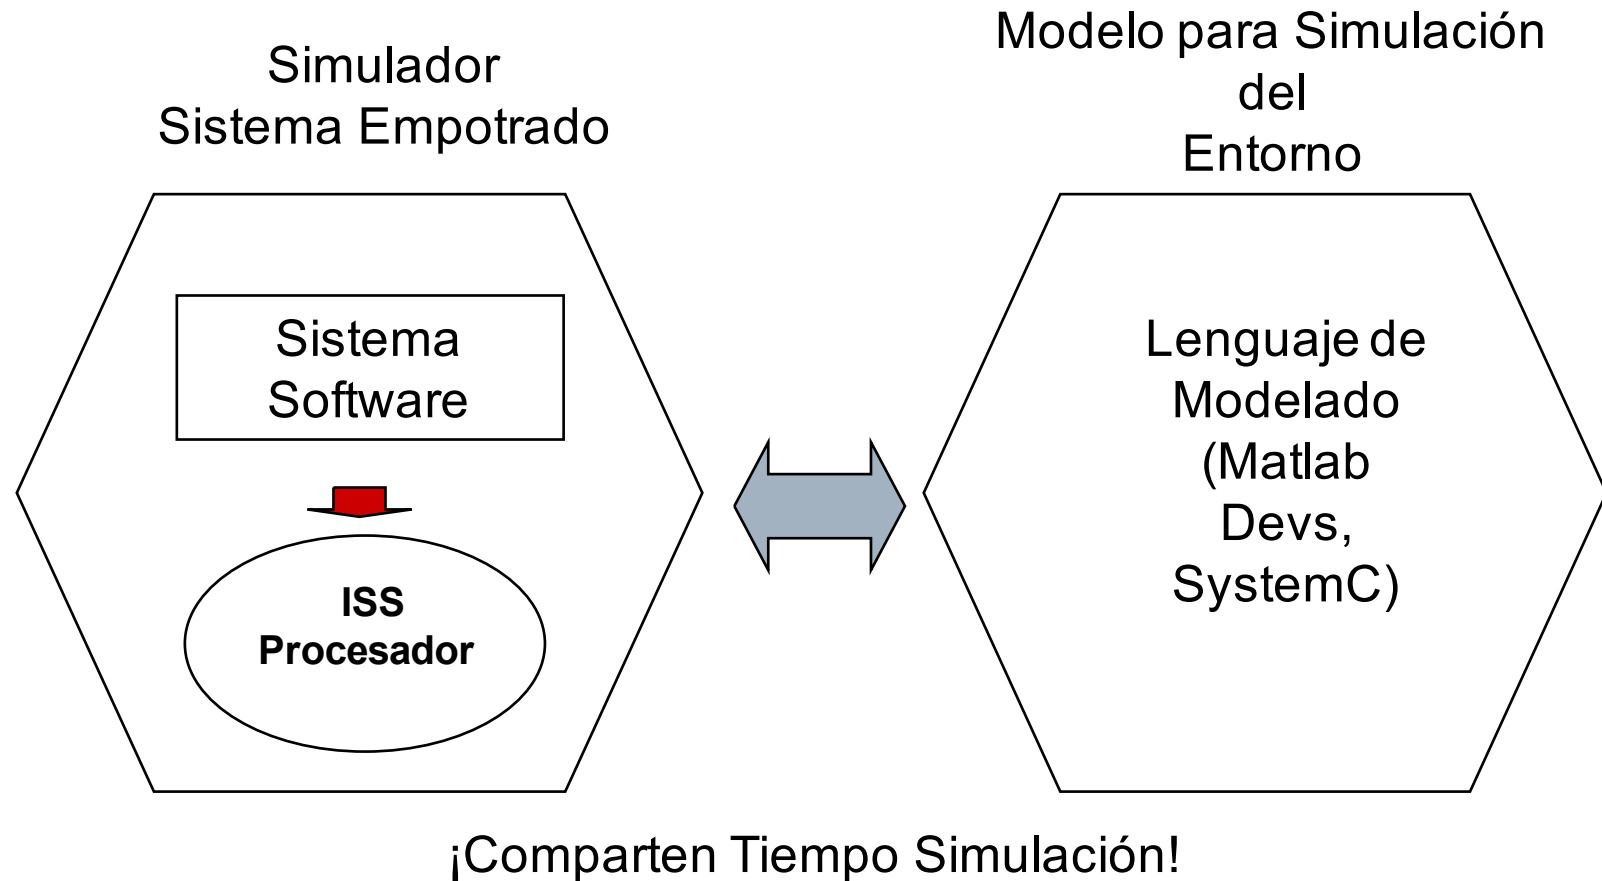 Simulador
Sistema Empotrado
Modelo para Simulación
del
Entorno
Sistema
Software
ISS
Procesador
Lenguaje de
Modelado
(Matlab
Devs,
SystemC)
¡Comparten Tiempo Simulación!